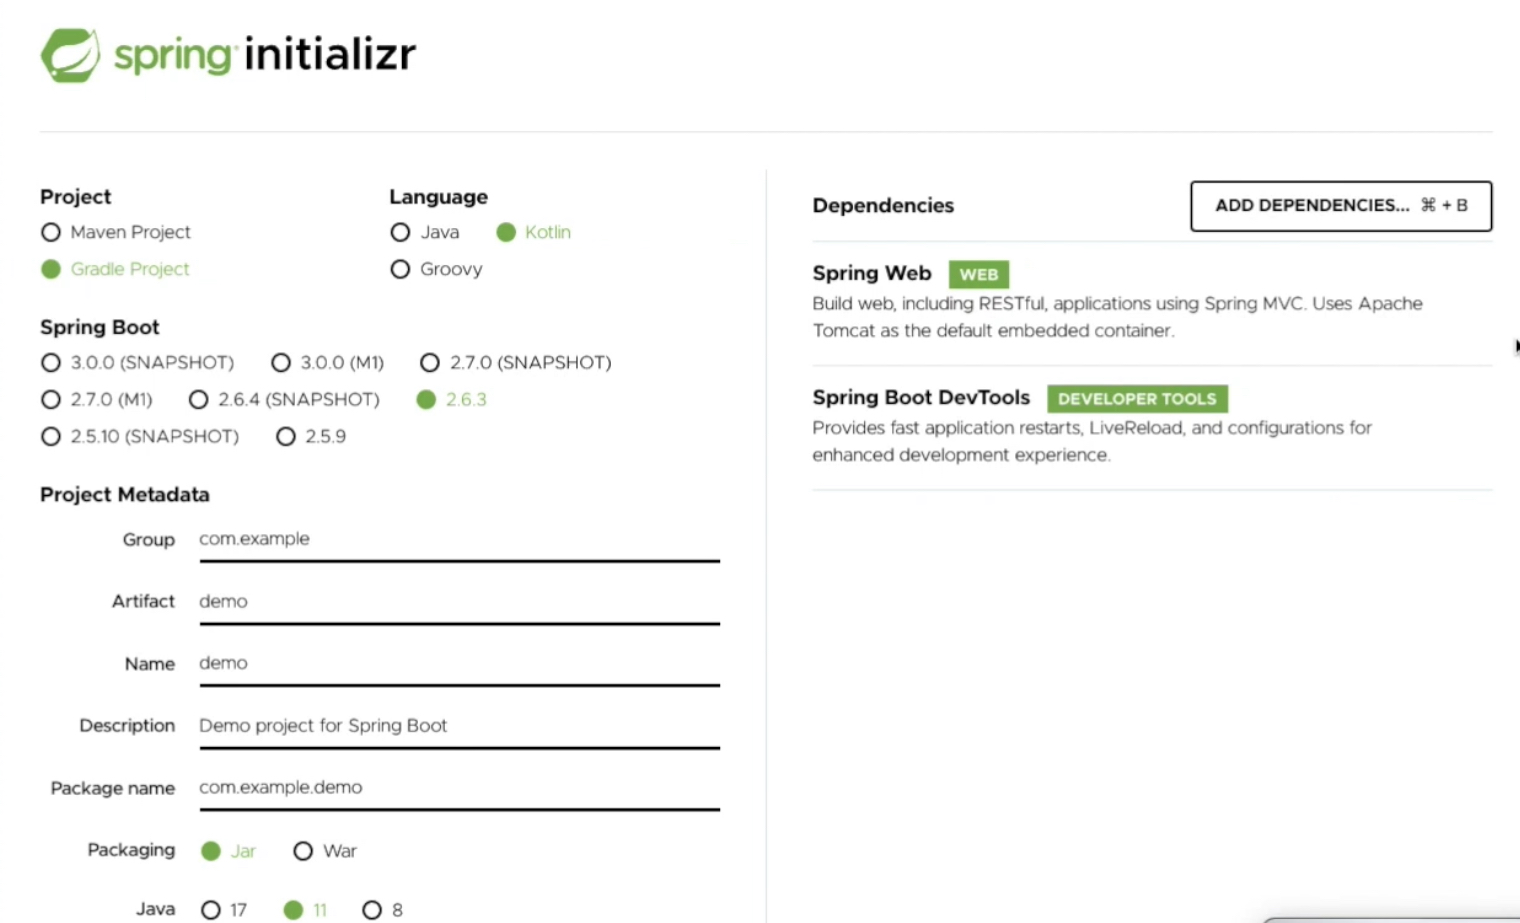 spring initializr
Project
Maven Project
Gradle Project
Language
Java Kotlin
Groovy
Spring Boot
3.0.0 (SNAPSHOT) 3.0.0 (M1) 2.7.0 (SNAPSHOT)
2.7.0 (M1) 2.6.4 (SNAPSHOT) 2.6.3
2.5.10 (SNAPSHOT) 2.5.9
Project Metadata
Group com.example
Artifact demo
Name demo
Description Demo project for Spring Boot
Package name com.example.demo
Packaging Jar War
Java 17 11 8
Dependencies ADD DEPENDENCIES... ⌘ + B
Spring Web WEB
Build web, including RESTful, applications using Spring MVC. Uses Apache
Tomcat as the default embedded container.
Spring Boot DevTools DEVELOPER TOOLS
Provides fast application restarts, LiveReload, and configurations for
enhanced development experience.